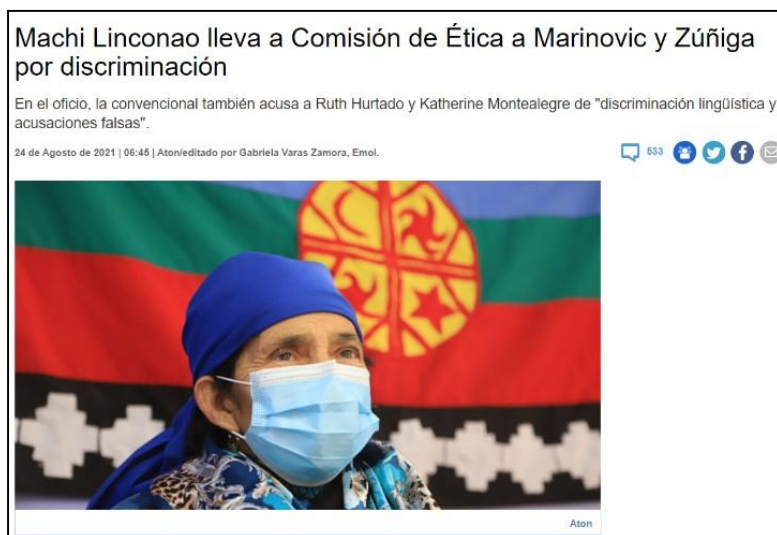 Machi Linconao lleva a Comisión de Ética a Marinovic y Zúñiga
por discriminación
En el oficio, la convencional también acusa a Ruth Hurtado y Katherine Montealegre de "discriminación lingüística y
acusaciones falsas".
24 de Agosto de 2021 | 06:45 | Aton/editado por Gabriela Varas Zamora, Emol.
533
Aton